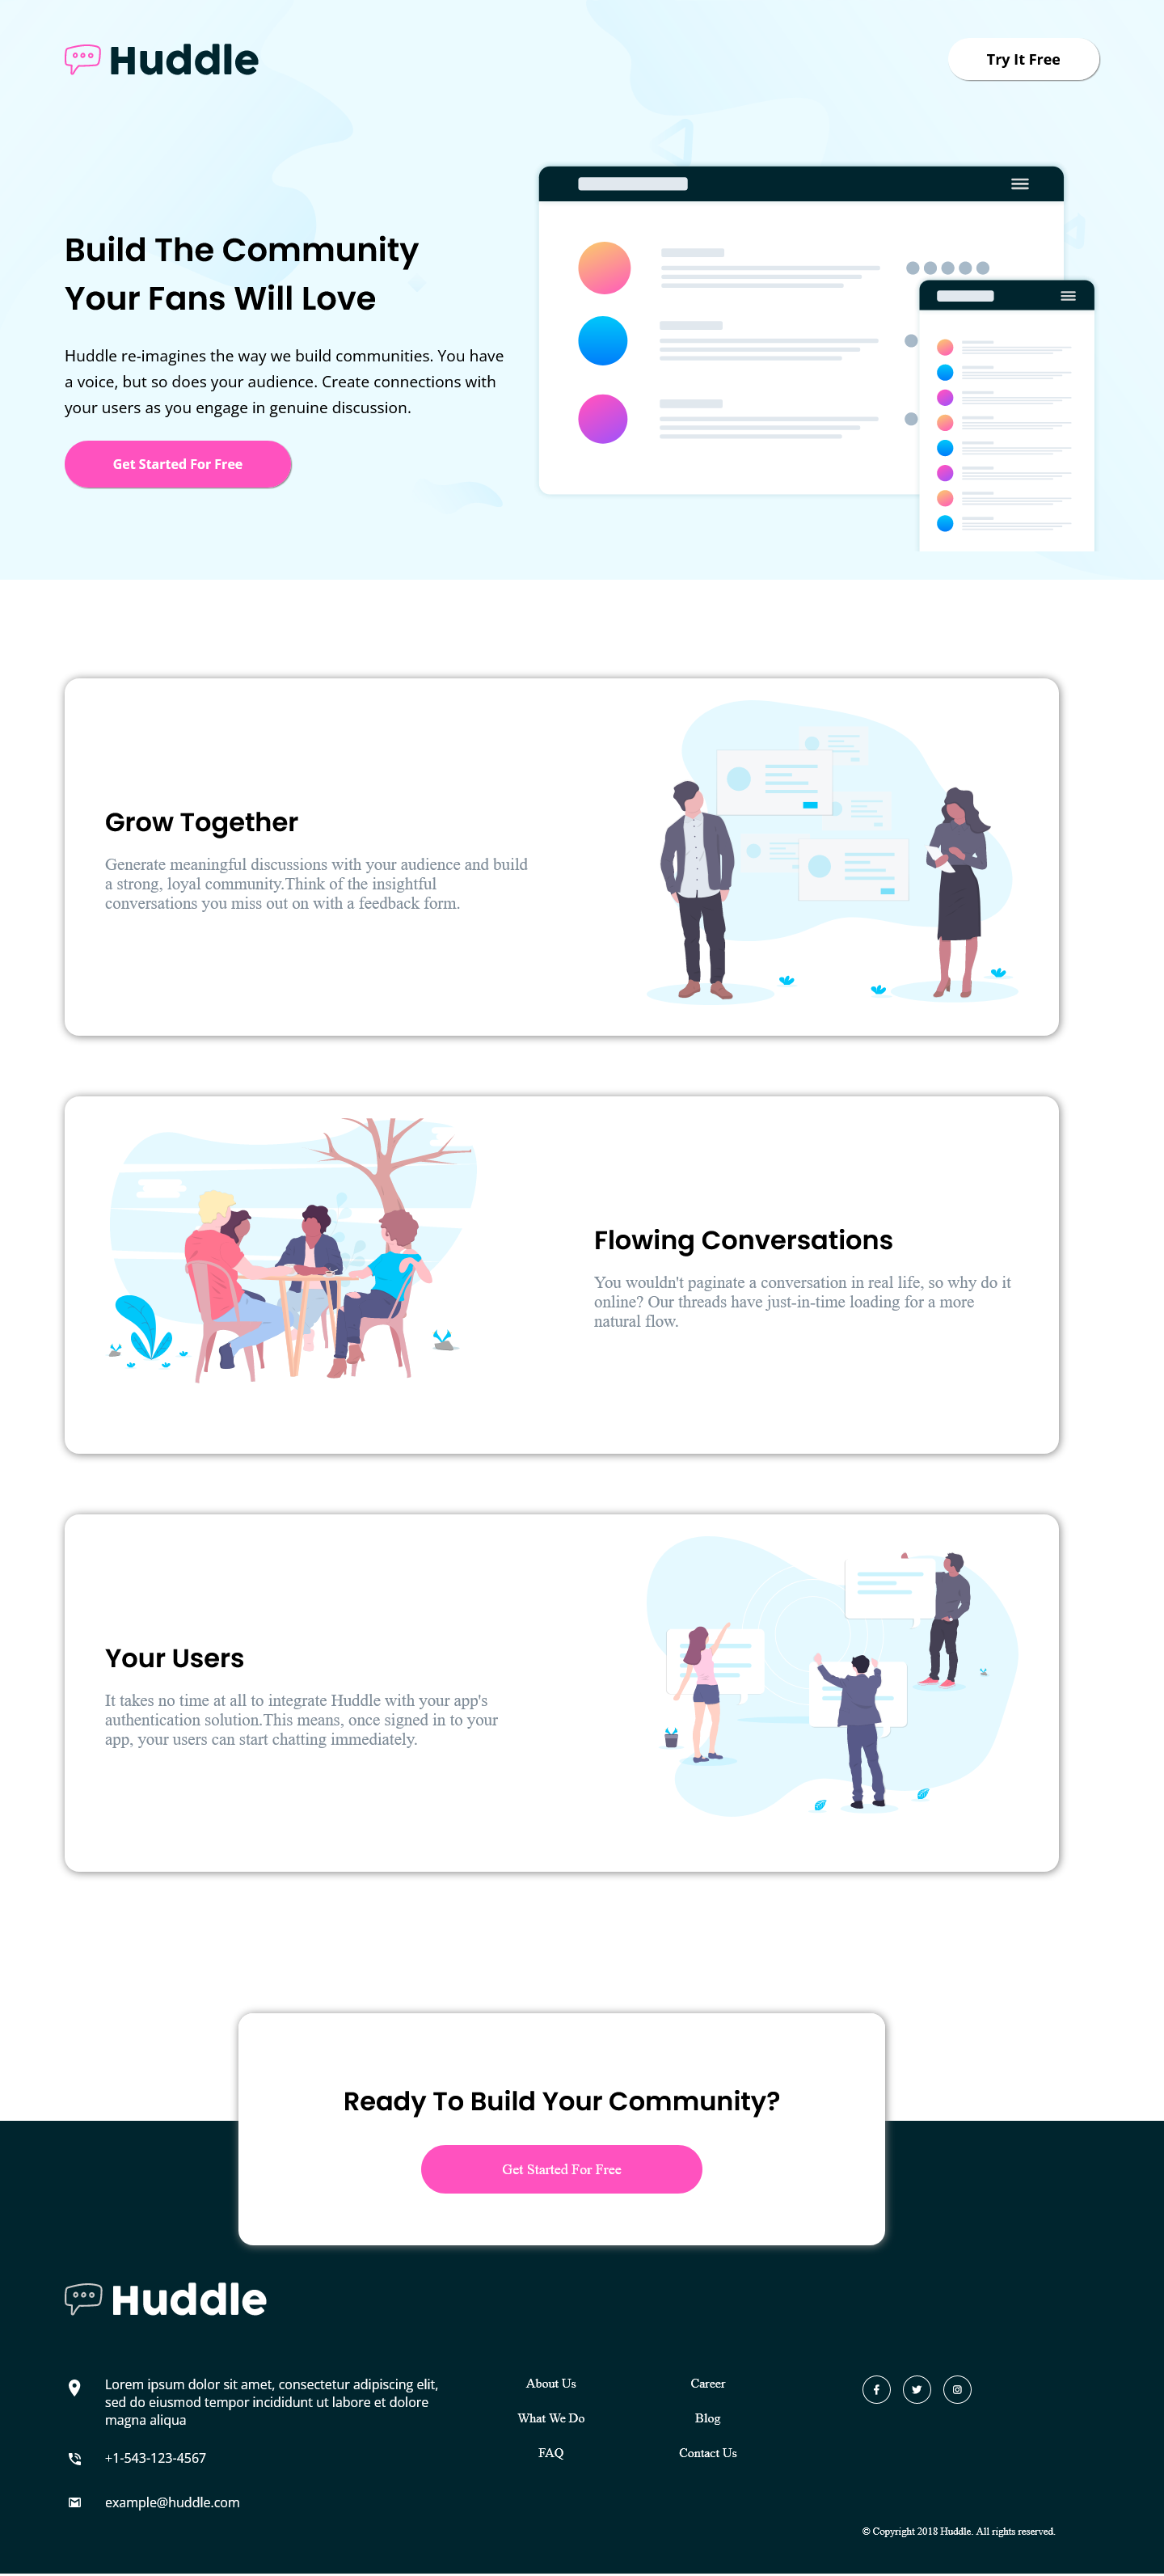 Huddle
Try It Free
Build The Community
Your Fans Will Love
Huddle re-imagines the way we build communities. You have
a voice, but so does your audience. Create connections with
your users as you engage in genuine discussion.
Get Started For Free
Grow Together
Generate meaningful discussions with your audience and build
a strong, loyal community.Think of the insightful
conversations you miss out on with a feedback form.
Flowing Conversations
You wouldn't paginate a conversation in real life, so why do it
online? Our threads have just-in-time loading for a more
natural flow.
Your Users
It takes no time at all to integrate Huddle with your app's
authentication solution.This means, once signed in to your
app, your users can start chatting immediately.
Ready To Build Your Community?
Get Started For Free
Huddle
Lorem ipsum dolor sit amet, consectetur adipiscing elit,
sed do eiusmod tempor incididunt ut labore et dolore
magna aliqua
+1-543-123-4567
example@huddle.com
About Us
What We Do
FAQ
Career
Blog
Contact Us
© Copyright 2018 Huddle. All rights reserved.